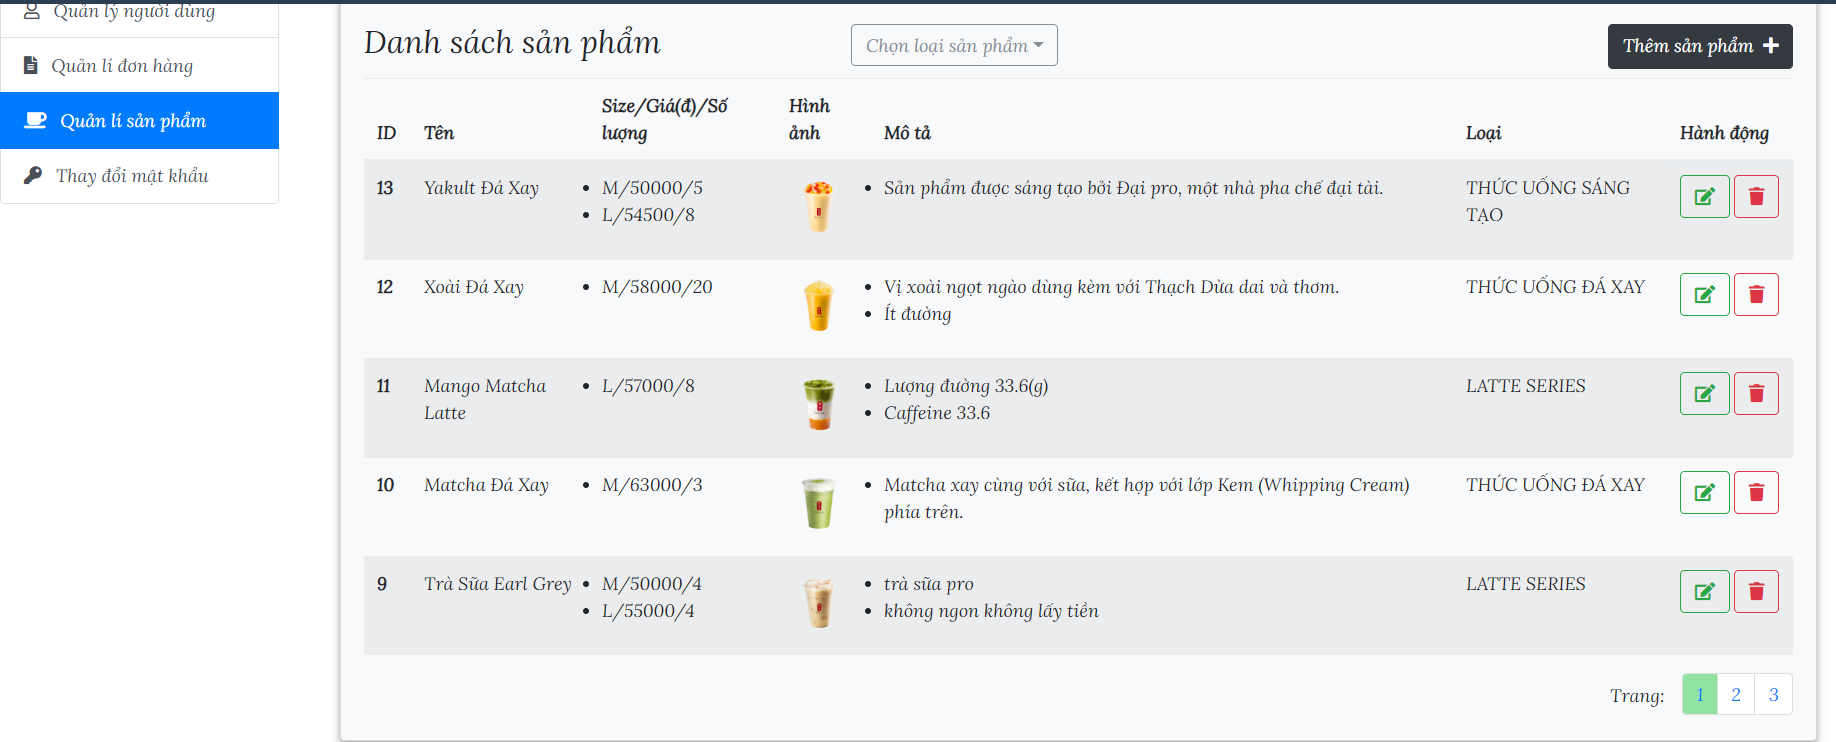 Quản lý người dùng
Quản lí đơn hàng
Quản lí sản phẩm
Thay đổi mật khẩu
Danh sách sản phẩm
Chọn loại sản phẩm
Thêm sản phẩm
ID Tên Size/Giá(đ)/Số lượng Hình ảnh Mô tả Loại Hành động
13 Yakult Đá Xay
M/50000/5
L/54500/8
Sản phẩm được sáng tạo bởi Đại pro, một nhà pha chế đại tài.
THỨC UỐNG SÁNG
TẠO
12 Xoài Đá Xay
M/58000/20
Vị xoài ngọt ngào dùng kèm với Thạch Dừa dai và thơm.
Ít đường
THỨC UỐNG ĐÁ XAY
11 Mango Matcha
Latte
L/57000/8
Lượng đường 33.6(g)
Caffeine 33.6
LATTE SERIES
10 Matcha Đá Xay
M/63000/3
Matcha xay cùng với sữa, kết hợp với lớp Kem (Whipping Cream)
phía trên.
THỨC UỐNG ĐÁ XAY
9 Trà Sữa Earl Grey
M/50000/4
L/55000/4
trà sữa pro
không ngon không lấy tiền
LATTE SERIES
Trang: 1 2 3